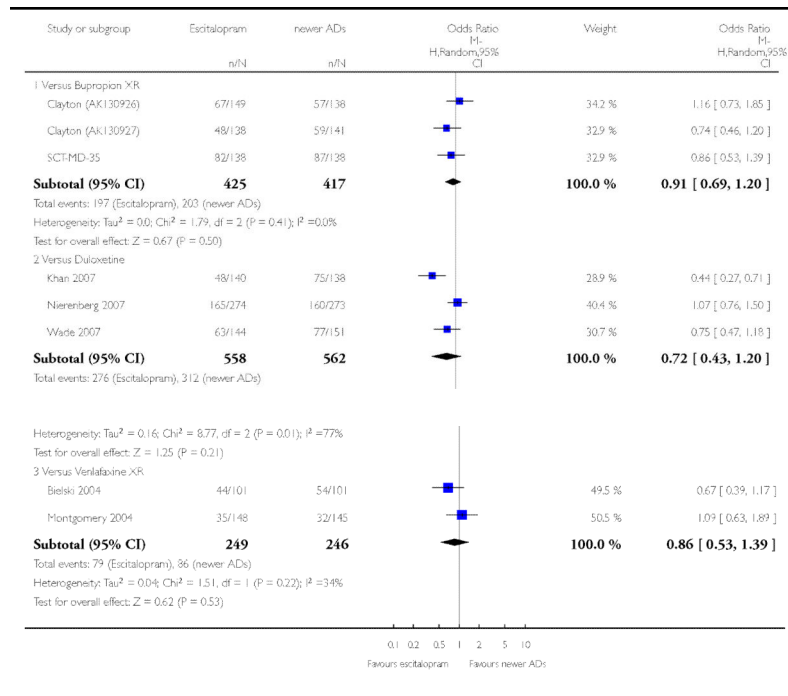 Study or subgroup Escitalopram newer ADs Odds Ratio Weight Odds Ratio
M- M-
H,Random,95% H,Random,95%
n/N n/N CI CI
1 Versus Bupropion XR
Clayton (AK130926) 67/149 57/138 34.2 % 1.16 [ 0.73, 1.85 ]
Clayton (AK130927) 48/138 59/141 32.9 % 0.74 [ 0.46, 1.20 ]
SCT-MD-35 82/138 87/138 32.9 % 0.86 [ 0.53, 1.39 ]
Subtotal (95% CI) 425 417 100.0 % 0.91 [ 0.69, 1.20 ]
Total events: 197 (Escitalopram), 203 (newer ADs)
Heterogeneity: Tau² = 0.0; Chi² = 1.79, df = 2 (P = 0.41); I² =0.0%
Test for overall effect: Z = 0.67 (P = 0.50)
2 Versus Duloxetine
Khan 2007 48/140 75/138 28.9 % 0.44 [ 0.27, 0.71 ]
Nierenberg 2007 165/274 160/273 40.4 % 1.07 [ 0.76, 1.50 ]
Wade 2007 63/144 77/151 30.7 % 0.75 [ 0.47, 1.18 ]
Subtotal (95% CI) 558 562 100.0 % 0.72 [ 0.43, 1.20 ]
Total events: 276 (Escitalopram), 312 (newer ADs)
Heterogeneity: Tau² = 0.16; Chi² = 8.77, df = 2 (P = 0.01); I² =77%
Test for overall effect: Z = 1.25 (P = 0.21)
3 Versus Venlafaxine XR
Bielski 2004 44/101 54/101 49.5 % 0.67 [ 0.39, 1.17 ]
Montgomery 2004 35/148 32/145 50.5 % 1.09 [ 0.63, 1.89 ]
Subtotal (95% CI) 249 246 100.0 % 0.86 [ 0.53, 1.39 ]
Total events: 79 (Escitalopram), 86 (newer ADs)
Heterogeneity: Tau² = 0.04; Chi² = 1.51, df = 1 (P = 0.22); I² =34%
Test for overall effect: Z = 0.62 (P = 0.53)
0.1 0.2 0.5 1 2 5 10
Favours escitalopram Favours newer ADs